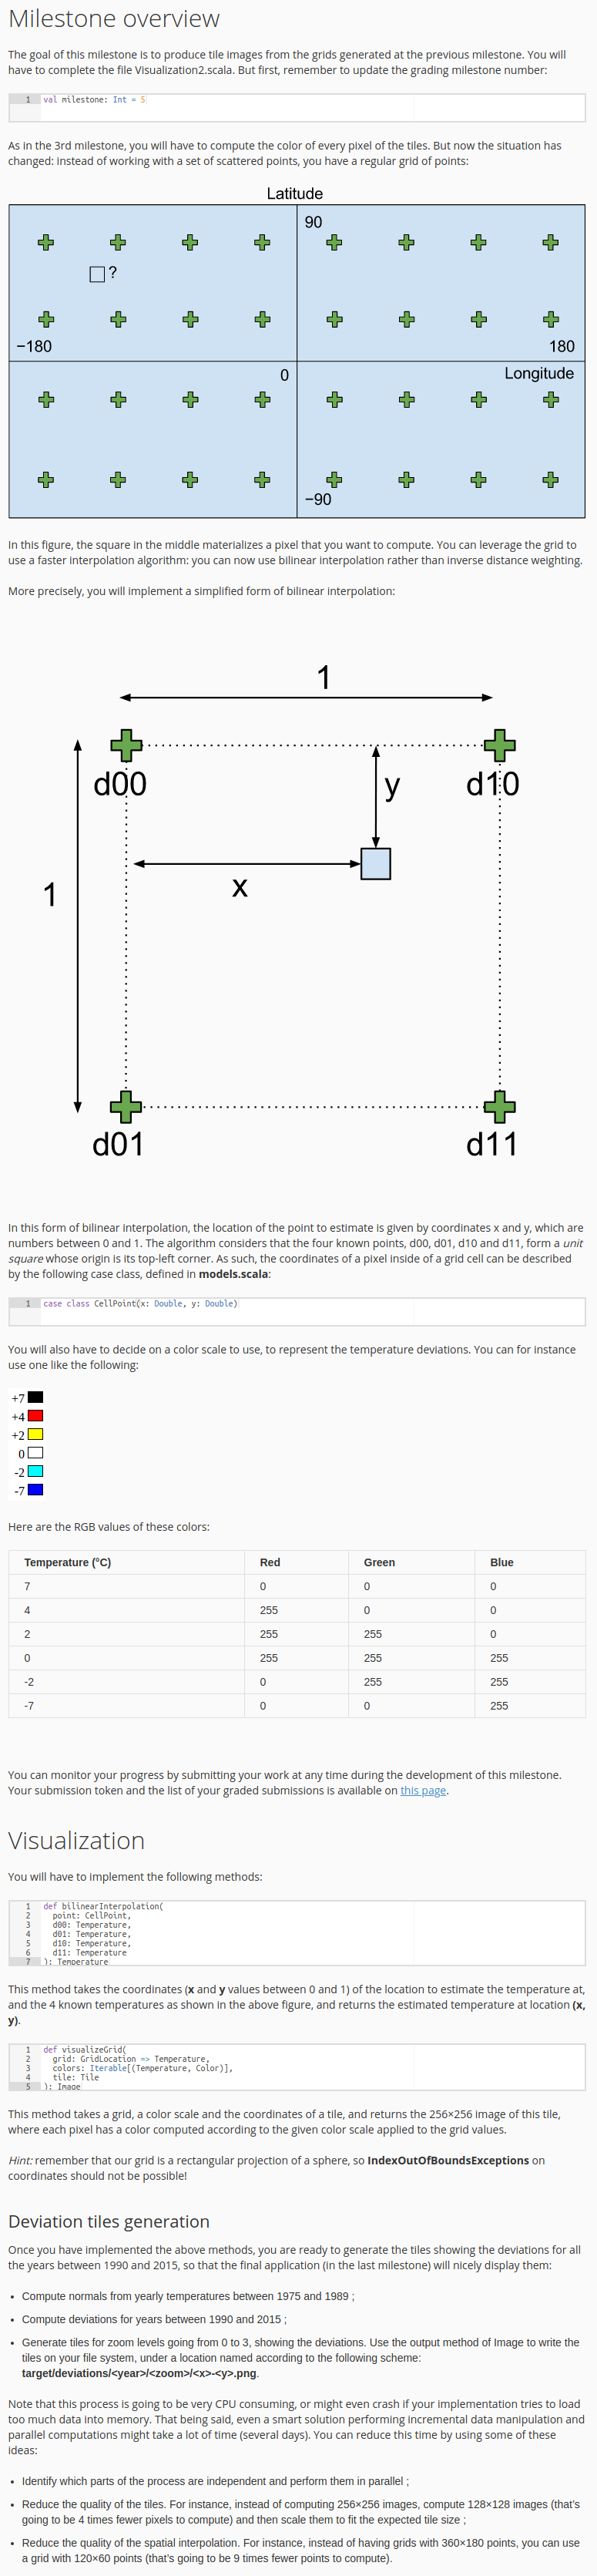 Milestone overview
The goal of this milestone is to produce tile images from the grids generated at the previous milestone. You will
have to complete the file Visualization2.scala. But first, remember to update the grading milestone number:
1 val milestone: Int = 5
As in the 3rd milestone, you will have to compute the color of every pixel of the tiles. But now the situation has
changed: instead of working with a set of scattered points, you have a regular grid of points:
Latitude
90
?
−180
180
0
Longitude
−90
In this figure, the square in the middle materializes a pixel that you want to compute. You can leverage the grid to
use a faster interpolation algorithm: you can now use bilinear interpolation rather than inverse distance weighting.
More precisely, you will implement a simplified form of bilinear interpolation:
1
d00
y
d10
x
1
d01
d11
In this form of bilinear interpolation, the location of the point to estimate is given by coordinates x and y, which are
numbers between 0 and 1. The algorithm considers that the four known points, d00, d01, d10 and d11, form a unit
square whose origin is its top-left corner. As such, the coordinates of a pixel inside of a grid cell can be described
by the following case class, defined in models.scala:
1 case class CellPoint(x: Double, y: Double)
You will also have to decide on a color scale to use, to represent the temperature deviations. You can for instance
use one like the following:
+7
+4
+2
0
-2
-7
Here are the RGB values of these colors:
Temperature (°C) Red Green Blue
7 0 0 0
4 255 0 0
2 255 255 0
0 255 255 255
-2 0 255 255
-7 0 0 255
You can monitor your progress by submitting your work at any time during the development of this milestone.
Your submission token and the list of your graded submissions is available on this page.
Visualization
You will have to implement the following methods:
1 def bilinearInterpolation(
2 point: CellPoint,
3 d00: Temperature,
4 d01: Temperature,
5 d10: Temperature,
6 d11: Temperature
7 ): Temperature
This method takes the coordinates (x and y values between 0 and 1) of the location to estimate the temperature at,
and the 4 known temperatures as shown in the above figure, and returns the estimated temperature at location (x,
y).
1 def visualizeGrid(
2 grid: GridLocation => Temperature,
3 colors: Iterable[(Temperature, Color)],
4 tile: Tile
5 ): Image
This method takes a grid, a color scale and the coordinates of a tile, and returns the 256×256 image of this tile,
where each pixel has a color computed according to the given color scale applied to the grid values.
Hint: remember that our grid is a rectangular projection of a sphere, so IndexOutOfBoundsExceptions on
coordinates should not be possible!
Deviation tiles generation
Once you have implemented the above methods, you are ready to generate the tiles showing the deviations for all
the years between 1990 and 2015, so that the final application (in the last milestone) will nicely display them:
• Compute normals from yearly temperatures between 1975 and 1989 ;
• Compute deviations for years between 1990 and 2015 ;
• Generate tiles for zoom levels going from 0 to 3, showing the deviations. Use the output method of Image to write the
tiles on your file system, under a location named according to the following scheme:
target/deviations/<year>/<zoom>/<x>-<y>.png.
Note that this process is going to be very CPU consuming, or might even crash if your implementation tries to load
too much data into memory. That being said, even a smart solution performing incremental data manipulation and
parallel computations might take a lot of time (several days). You can reduce this time by using some of these
ideas:
• Identify which parts of the process are independent and perform them in parallel ;
• Reduce the quality of the tiles. For instance, instead of computing 256×256 images, compute 128×128 images (that's
going to be 4 times fewer pixels to compute) and then scale them to fit the expected tile size ;
• Reduce the quality of the spatial interpolation. For instance, instead of having grids with 360×180 points, you can use
a grid with 120×60 points (that's going to be 9 times fewer points to compute).